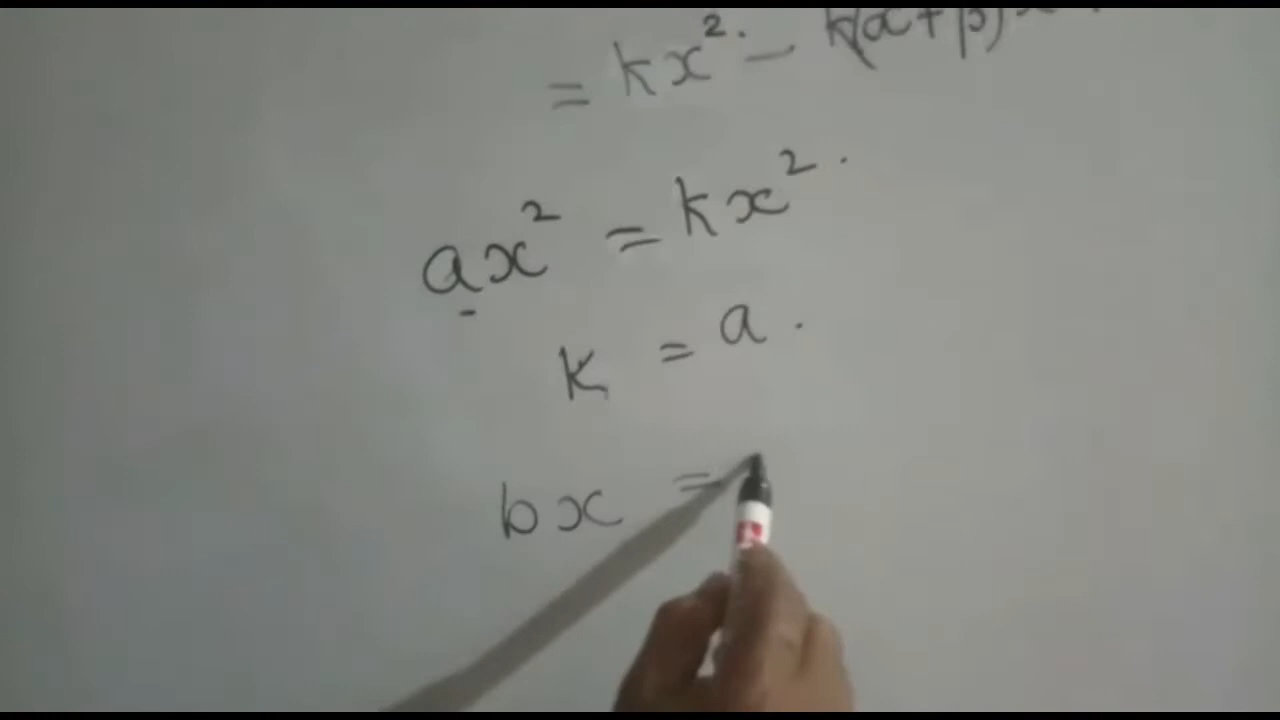 = kx². - k(α+β)x
ax² = kx².
k = a.
bx =